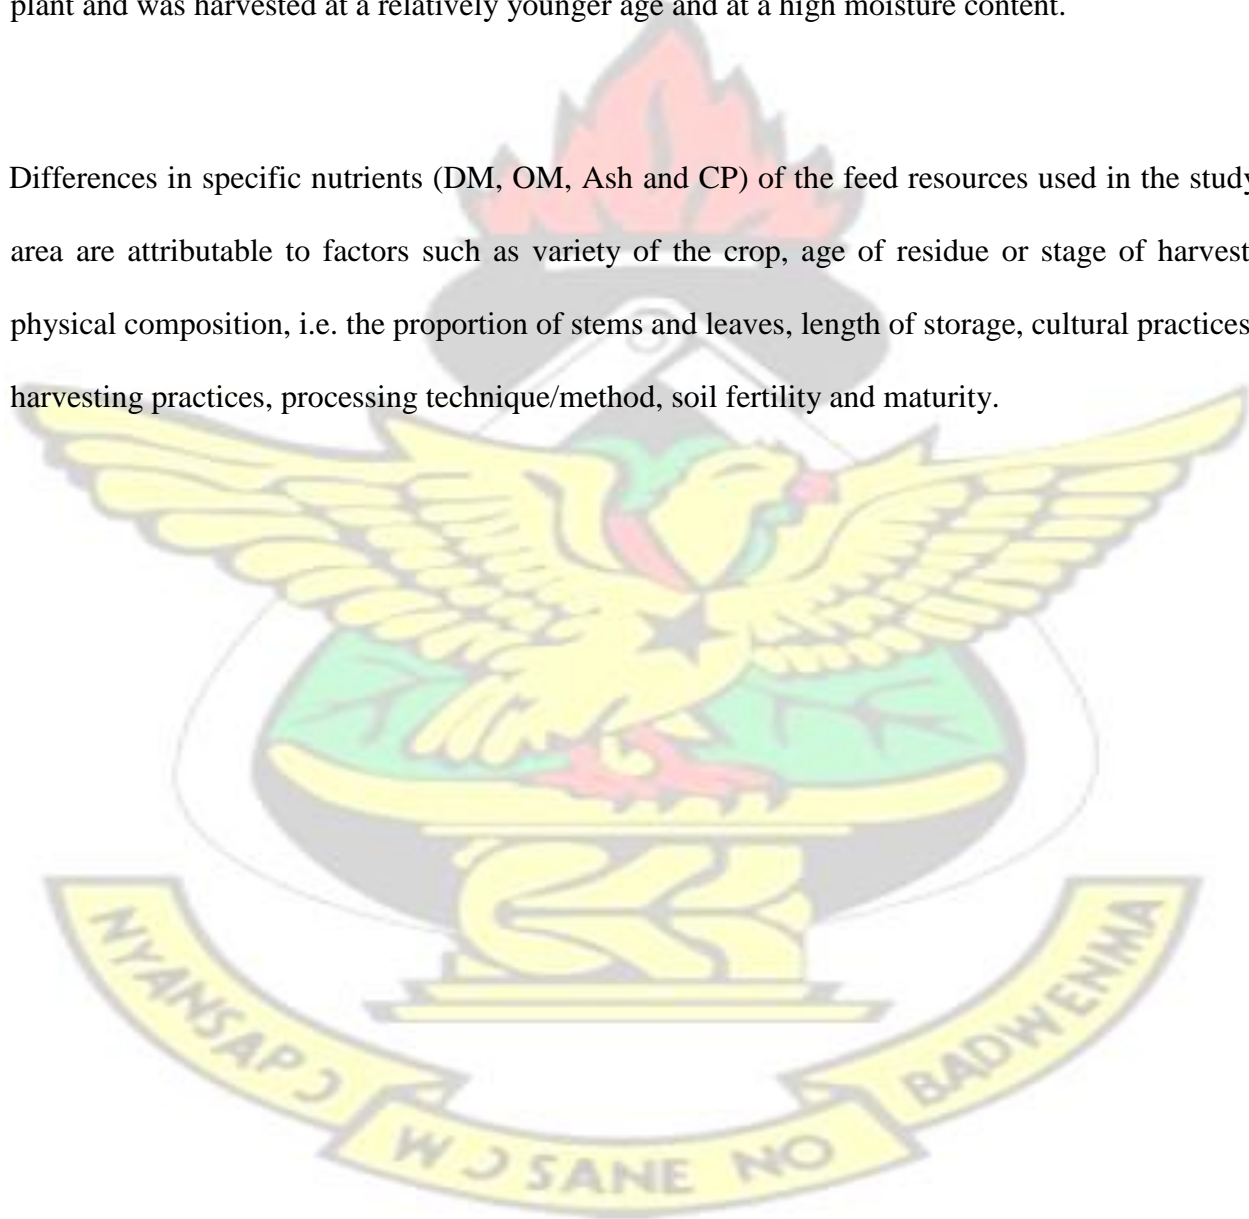 plant and was harvested at a relatively younger age and at a high moisture content.
Differences in specific nutrients (DM, OM, Ash and CP) of the feed resources used in the study
area are attributable to factors such as variety of the crop, age of residue or stage of harvest
physical composition, i.e. the proportion of stems and leaves, length of storage, cultural practices
harvesting practices, processing technique/method, soil fertility and maturity.
NYANSAPƆ
WƆ SANE NO
BADWENMA